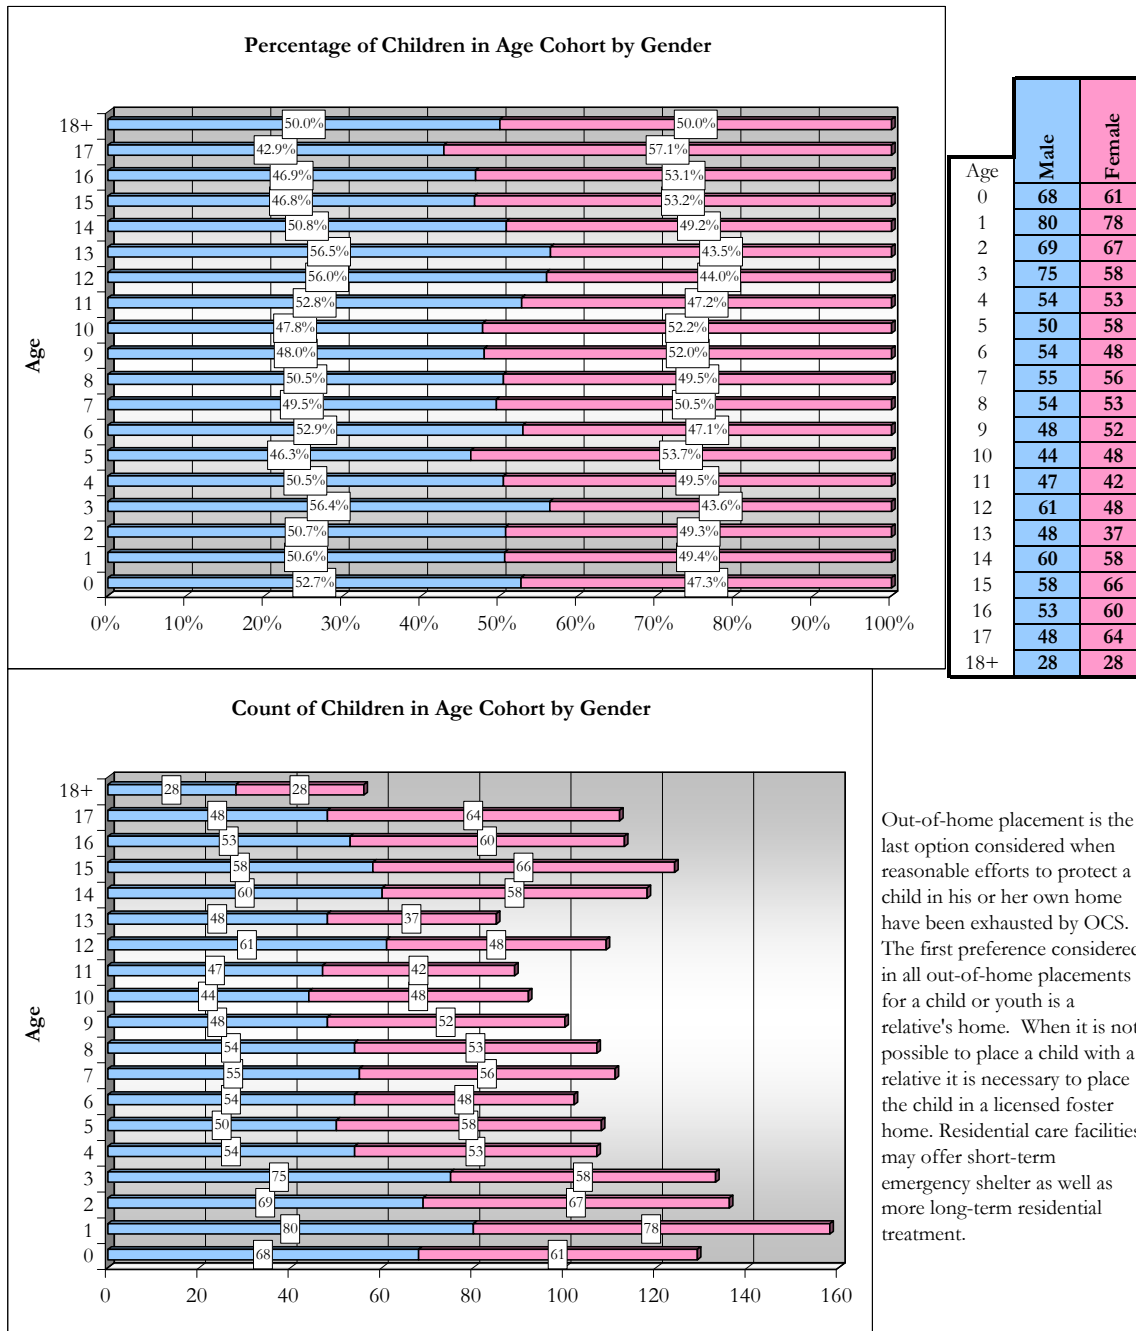 Percentage of Children in Age Cohort by Gender
Age
18+ 50.0% 50.0%
17 42.9% 57.1%
16 46.9% 53.1%
15 46.8% 53.2%
14 50.8% 49.2%
13 56.5% 43.5%
12 56.0% 44.0%
11 52.8% 47.2%
10 47.8% 52.2%
9 48.0% 52.0%
8 50.5% 49.5%
7 49.5% 50.5%
6 52.9% 47.1%
5 46.3% 53.7%
4 50.5% 49.5%
3 56.4% 43.6%
2 50.7% 49.3%
1 50.6% 49.4%
0 52.7% 47.3%
0% 10% 20% 30% 40% 50% 60% 70% 80% 90% 100%
Age Male Female
0 68 61
1 80 78
2 69 67
3 75 58
4 54 53
5 50 58
6 54 48
7 55 56
8 54 53
9 48 52
10 44 48
11 47 42
12 61 48
13 48 37
14 60 58
15 58 66
16 53 60
17 48 64
18+ 28 28
Count of Children in Age Cohort by Gender
Age
18+ 28 28
17 48 64
16 53 60
15 58 66
14 60 58
13 48 37
12 61 48
11 47 42
10 44 48
9 48 52
8 54 53
7 55 56
6 54 48
5 50 58
4 54 53
3 75 58
2 69 67
1 80 78
0 68 61
0 20 40 60 80 100 120 140 160
Out-of-home placement is the
last option considered when
reasonable efforts to protect a
child in his or her own home
have been exhausted by OCS.
The first preference considered
in all out-of-home placements
for a child or youth is a
relative's home. When it is not
possible to place a child with a
relative it is necessary to place
the child in a licensed foster
home. Residential care facilities
may offer short-term
emergency shelter as well as
more long-term residential
treatment.